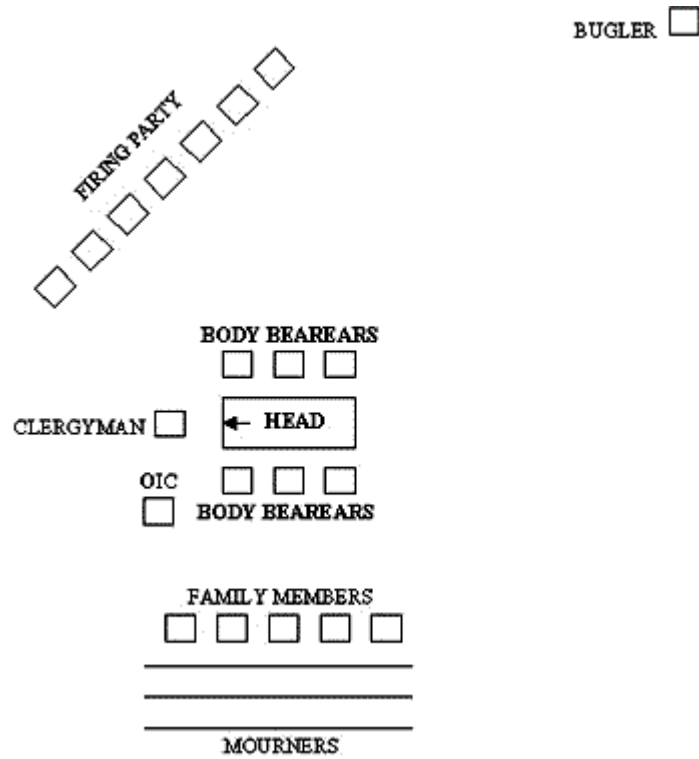 BUGLER
FIRING PARTY
BODY BEAREARS
CLERGYMAN
HEAD
OIC
BODY BEAREARS
FAMILY MEMBERS
MOURNERS